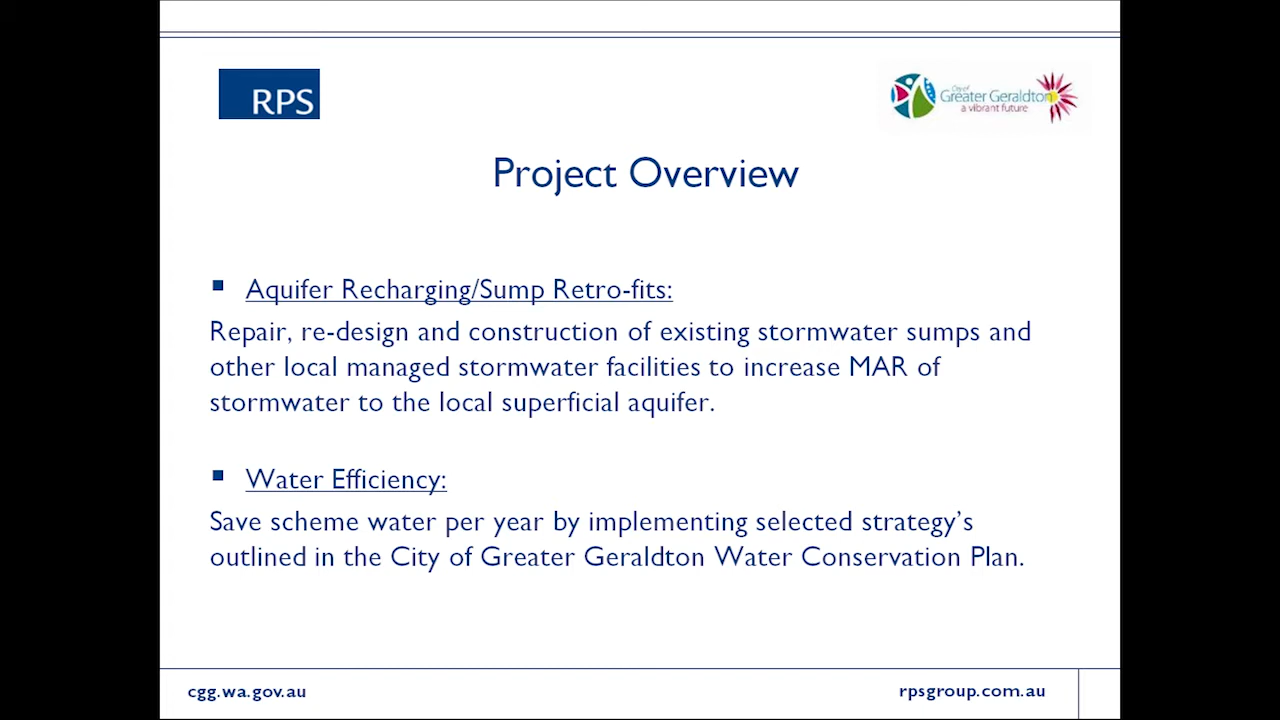 RPS
City of
Greater Geraldton
a vibrant future
Project Overview
▪ Aquifer Recharging/Sump Retro-fits:
Repair, re-design and construction of existing stormwater sumps and
other local managed stormwater facilities to increase MAR of
stormwater to the local superficial aquifer.
▪ Water Efficiency:
Save scheme water per year by implementing selected strategy's
outlined in the City of Greater Geraldton Water Conservation Plan.
cgg.wa.gov.au
rpsgroup.com.au